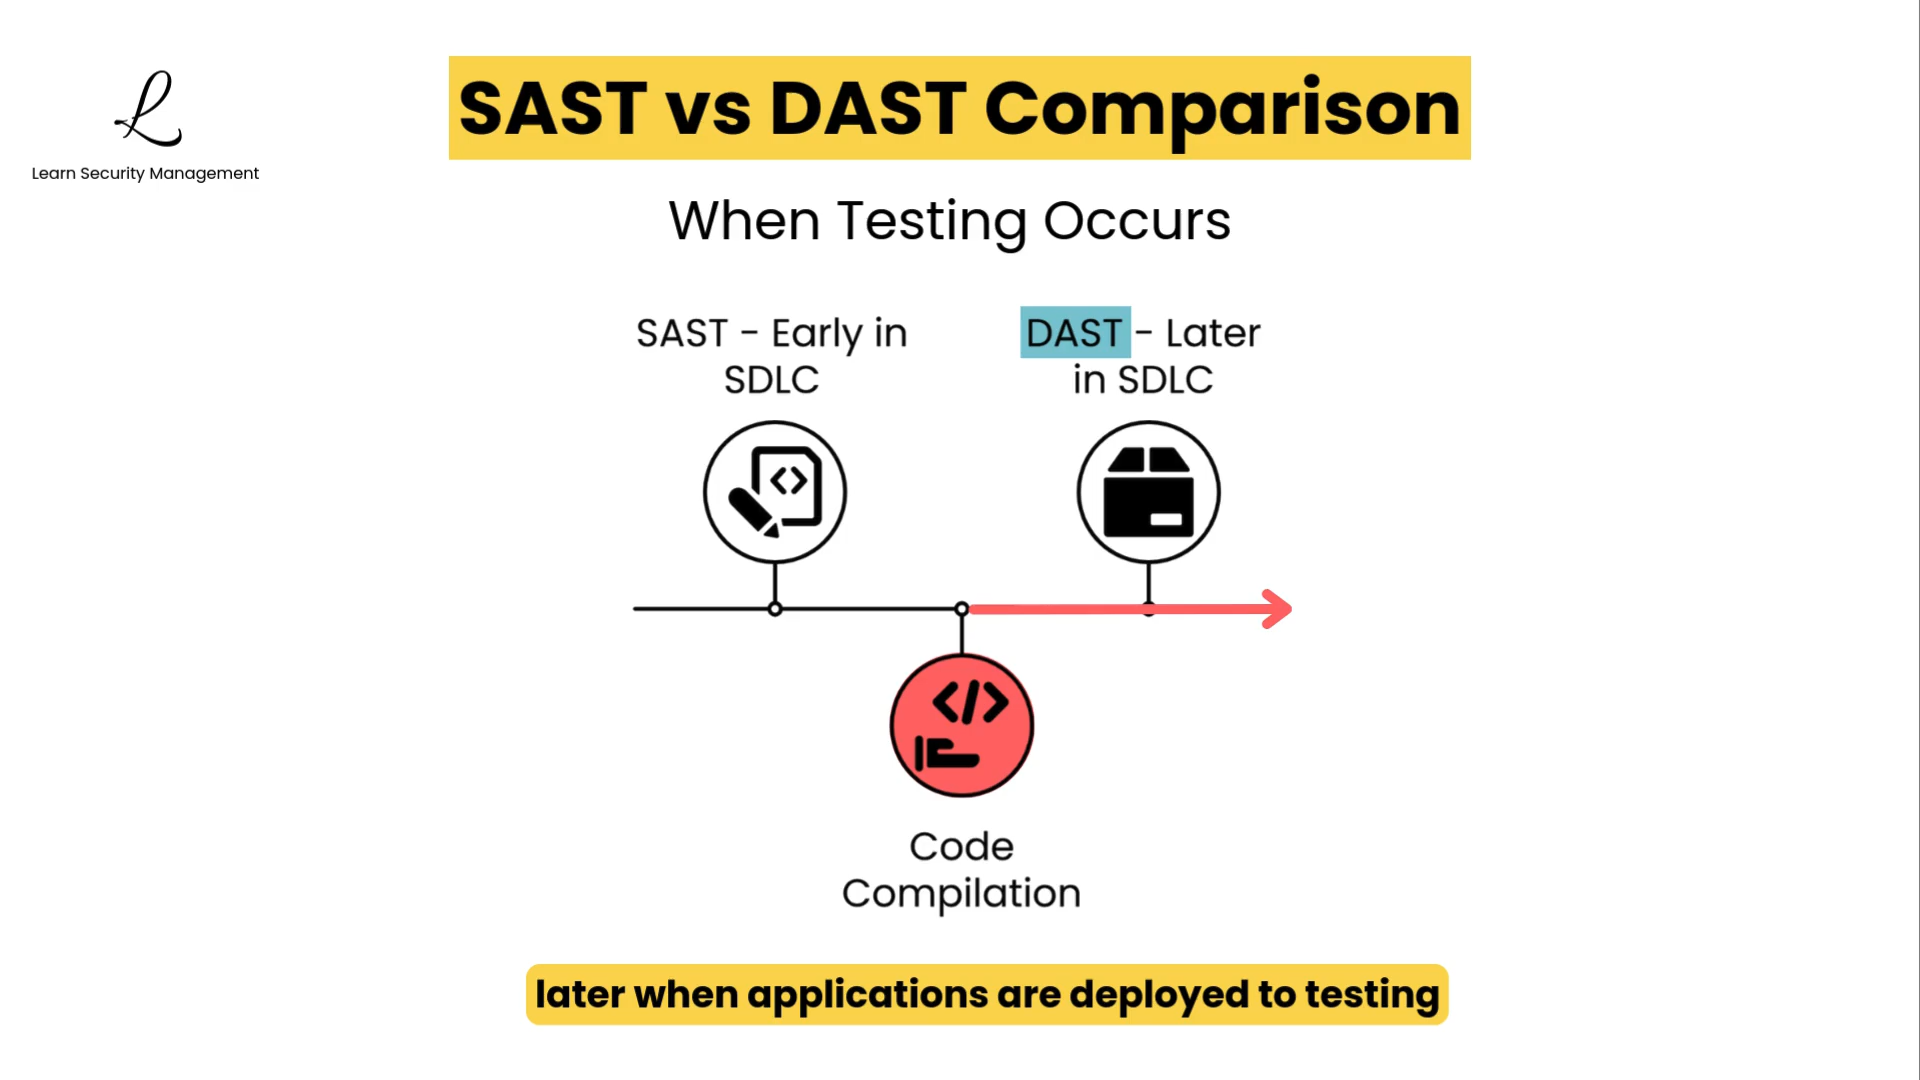 L
Learn Security Management
SAST vs DAST Comparison
When Testing Occurs
SAST - Early in
SDLC
DAST - Later
in SDLC
Code
Compilation
later when applications are deployed to testing